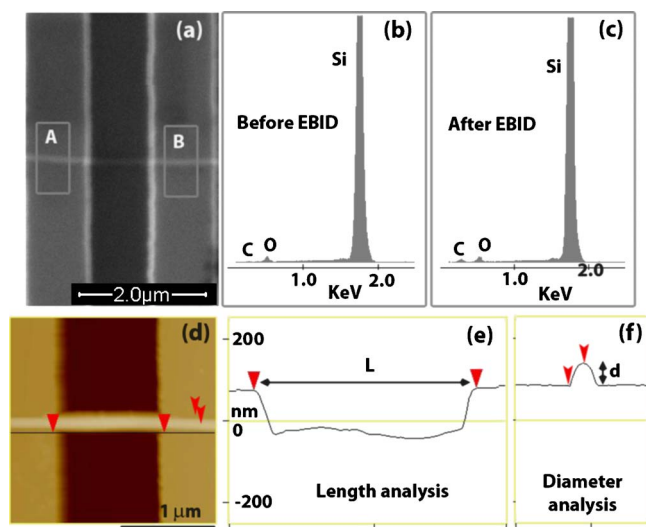 (a)
A
B
2.0µm
(b)
Si
Before EBID
C
O
1.0
2.0
KeV
(c)
Si
After EBID
C
O
1.0
2.0
KeV
(d)
1 µm
200
(e)
L
nm
0
-200
Length analysis
(f)
d
Diameter
analysis